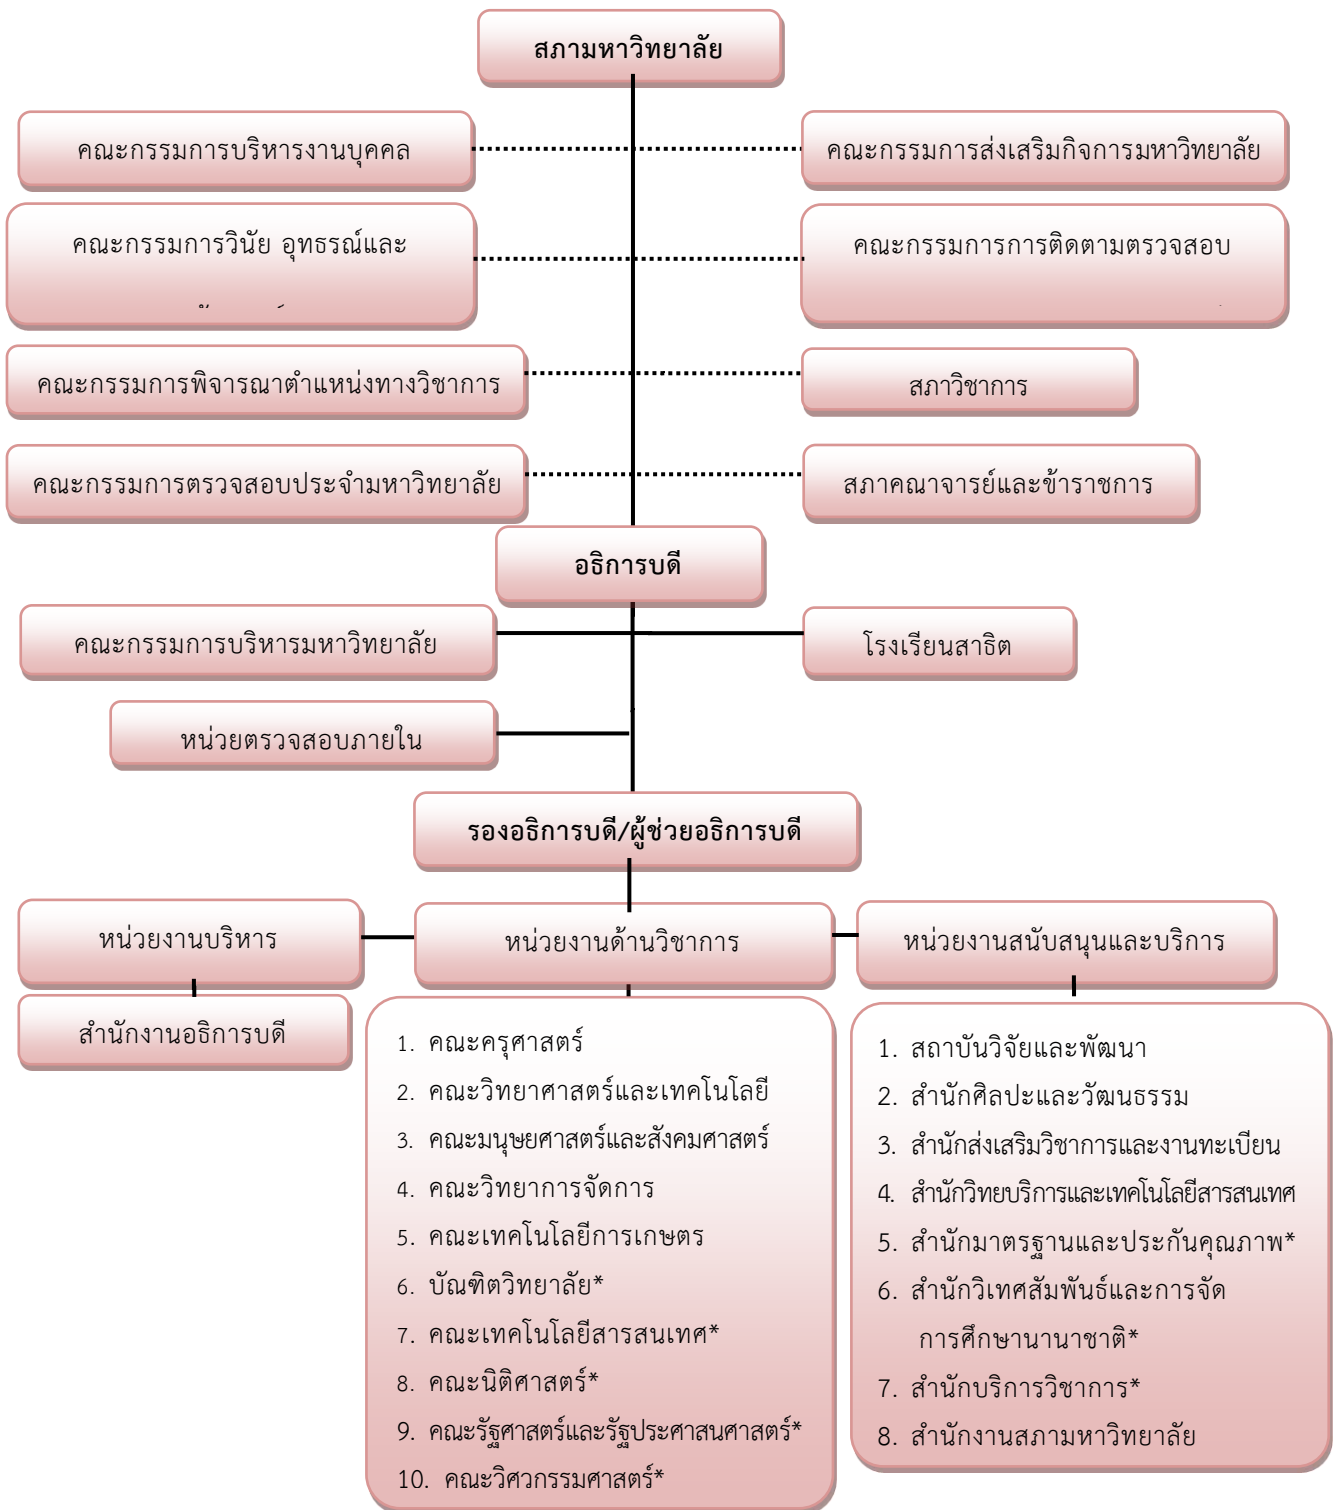 สภามหาวิทยาลัย
คณะกรรมการบริหารงานบุคคล
คณะกรรมการส่งเสริมกิจการมหาวิทยาลัย
คณะกรรมการวินัย อุทธรณ์และ
คณะกรรมการการติดตามตรวจสอบ
คณะกรรมการพิจารณาตำแหน่งทางวิชาการ
สภาวิชาการ
คณะกรรมการตรวจสอบประจำมหาวิทยาลัย
สภาคณาจารย์และข้าราชการ
อธิการบดี
คณะกรรมการบริหารมหาวิทยาลัย
โรงเรียนสาธิต
หน่วยตรวจสอบภายใน
รองอธิการบดี/ผู้ช่วยอธิการบดี
หน่วยงานบริหาร
หน่วยงานด้านวิชาการ
หน่วยงานสนับสนุนและบริการ
สำนักงานอธิการบดี
1. คณะครุศาสตร์
2. คณะวิทยาศาสตร์และเทคโนโลยี
3. คณะมนุษยศาสตร์และสังคมศาสตร์
4. คณะวิทยาการจัดการ
5. คณะเทคโนโลยีการเกษตร
6. บัณฑิตวิทยาลัย*
7. คณะเทคโนโลยีสารสนเทศ*
8. คณะนิติศาสตร์*
9. คณะรัฐศาสตร์และรัฐประศาสนศาสตร์*
10. คณะวิศวกรรมศาสตร์*
1. สถาบันวิจัยและพัฒนา
2. สำนักศิลปะและวัฒนธรรม
3. สำนักส่งเสริมวิชาการและงานทะเบียน
4. สำนักวิทยบริการและเทคโนโลยีสารสนเทศ
5. สำนักมาตรฐานและประกันคุณภาพ*
6. สำนักวิเทศสัมพันธ์และการจัด
การศึกษานานาชาติ*
7. สำนักบริการวิชาการ*
8. สำนักงานสภามหาวิทยาลัย